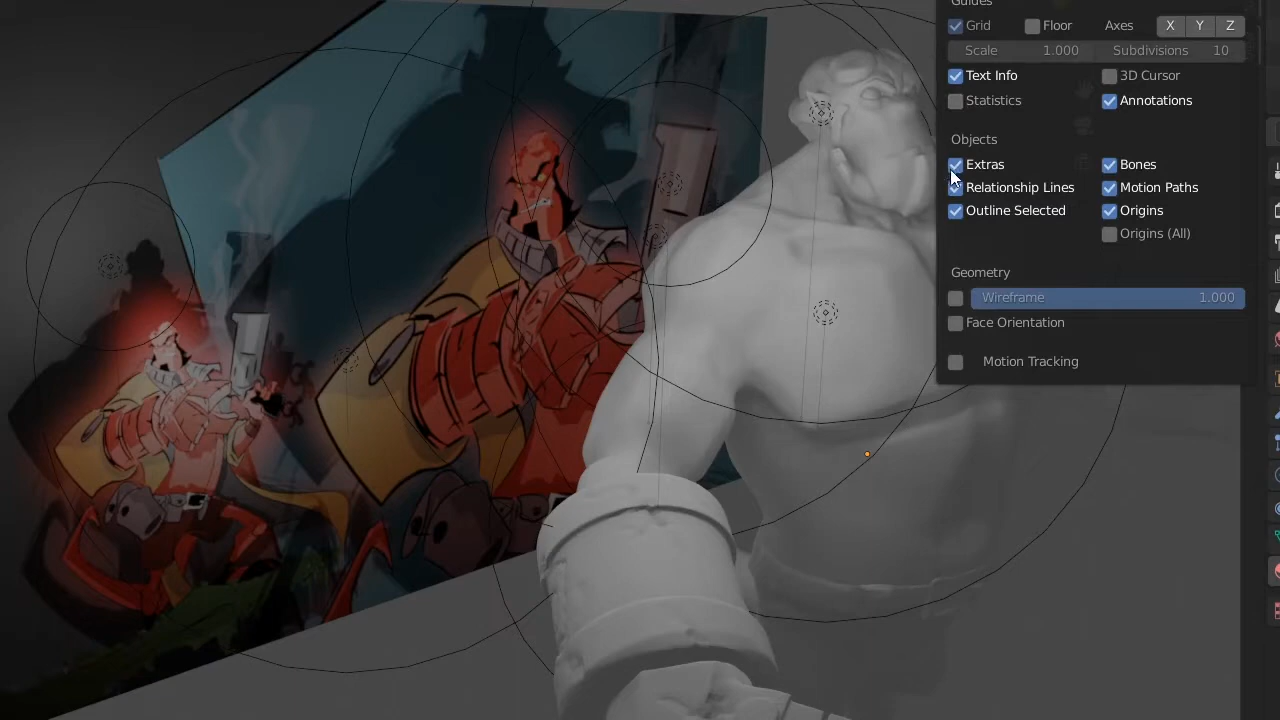 Guides
Grid Floor Axes X Y Z
Scale 1.000 Subdivisions 10
Text Info 3D Cursor
Statistics Annotations
Objects
Extras Bones
Relationship Lines Motion Paths
Outline Selected Origins
Origins (All)
Geometry
Wireframe 1.000
Face Orientation
Motion Tracking